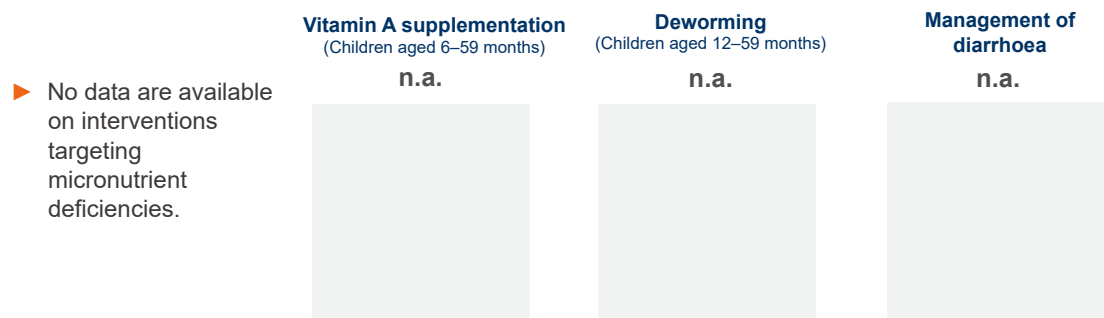 Vitamin A supplementation
(Children aged 6–59 months)
n.a.
Deworming
(Children aged 12–59 months)
n.a.
Management of
diarrhoea
n.a.
► No data are available
on interventions
targeting
micronutrient
deficiencies.